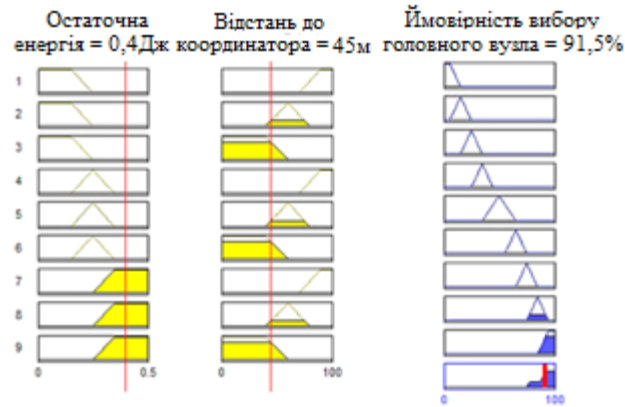 Остаточна
енергія = 0,4Дж
Відстань до
координатора = 45м
Ймовірність вибору
головного вузла = 91,5%
1
2
3
4
5
6
7
8
9
0 0.5
0 100
0 100